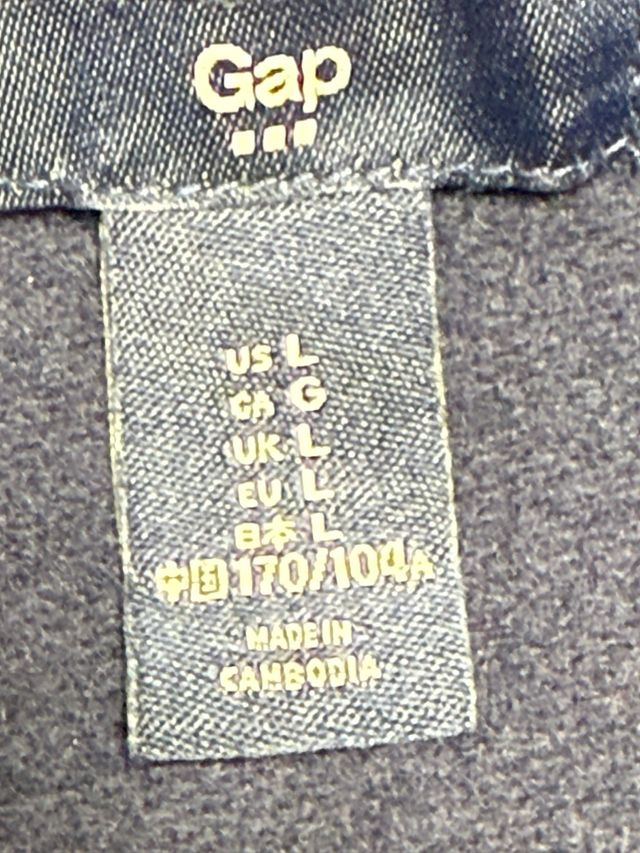 Gap
US L
CA G
UK L
EU L
日本 L
中国 170/104A
MADE IN
CAMBODIA